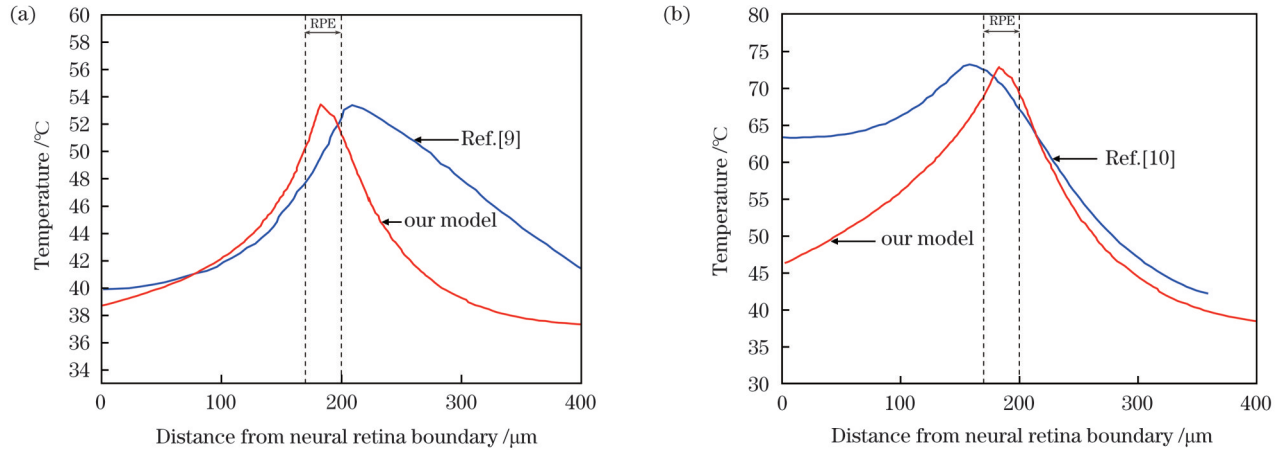 (a)
60
58
56
54
52
50
48
46
44
42
40
38
36
34
Temperature /℃
RPE
Ref.[9]
our model
0 100 200 300 400
Distance from neural retina boundary /μm
(b)
80
75
70
65
60
55
50
45
40
35
30
Temperature /℃
RPE
Ref.[10]
our model
0 100 200 300 400
Distance from neural retina boundary /μm